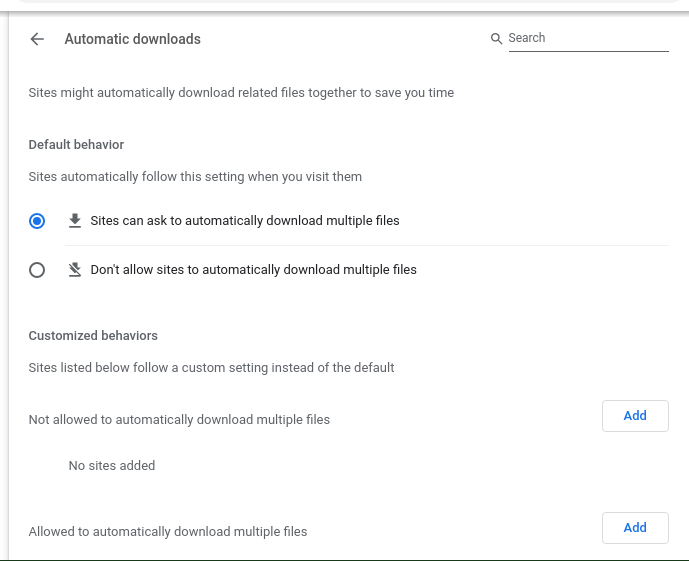 Automatic downloads
Search
Sites might automatically download related files together to save you time
Default behavior
Sites automatically follow this setting when you visit them
Sites can ask to automatically download multiple files
Don't allow sites to automatically download multiple files
Customized behaviors
Sites listed below follow a custom setting instead of the default
Not allowed to automatically download multiple files
Add
No sites added
Allowed to automatically download multiple files
Add